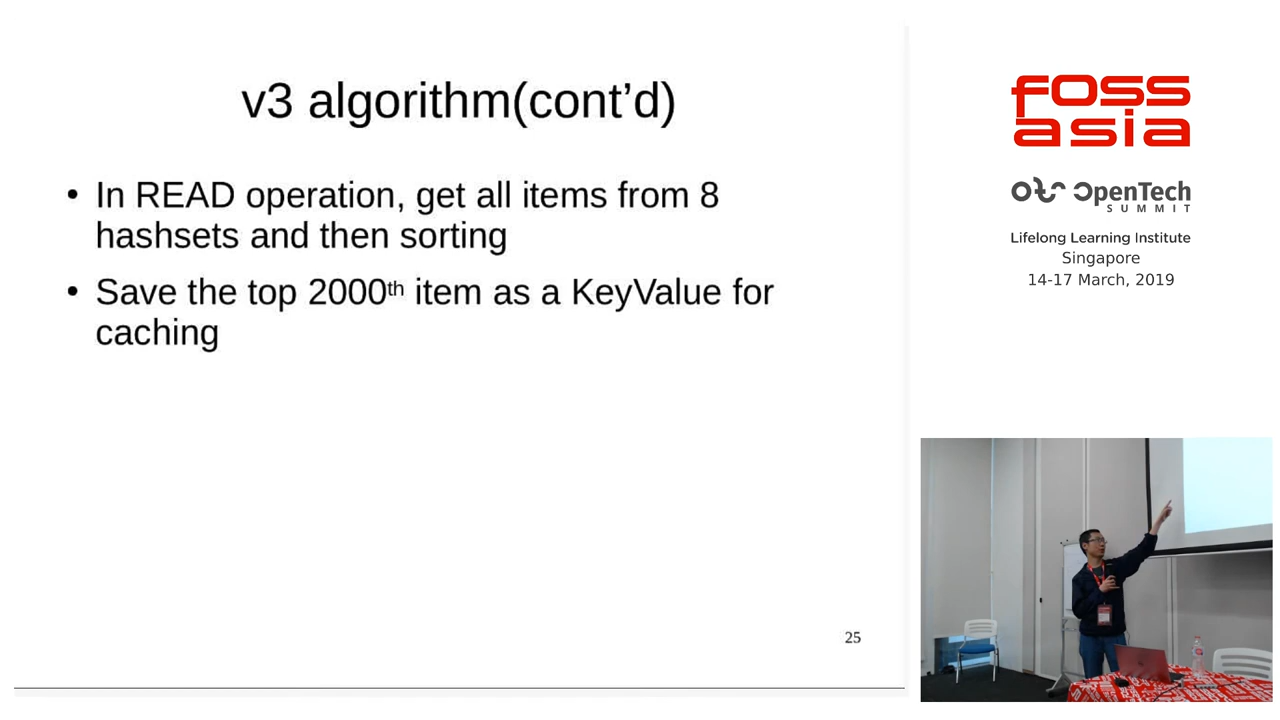 v3 algorithm(cont’d)
• In READ operation, get all items from 8
hashsets and then sorting
• Save the top 2000th item as a KeyValue for
caching
25
foss
asia
OpenTech
SUMMIT
Lifelong Learning Institute
Singapore
14-17 March, 2019